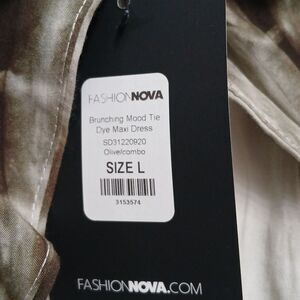 FASHIONNOVA
Brunching Mood Tie
Dye Maxi Dress
SD31220920
Olive/combo
SIZE L
3153574
FASHIONNOVA.COM